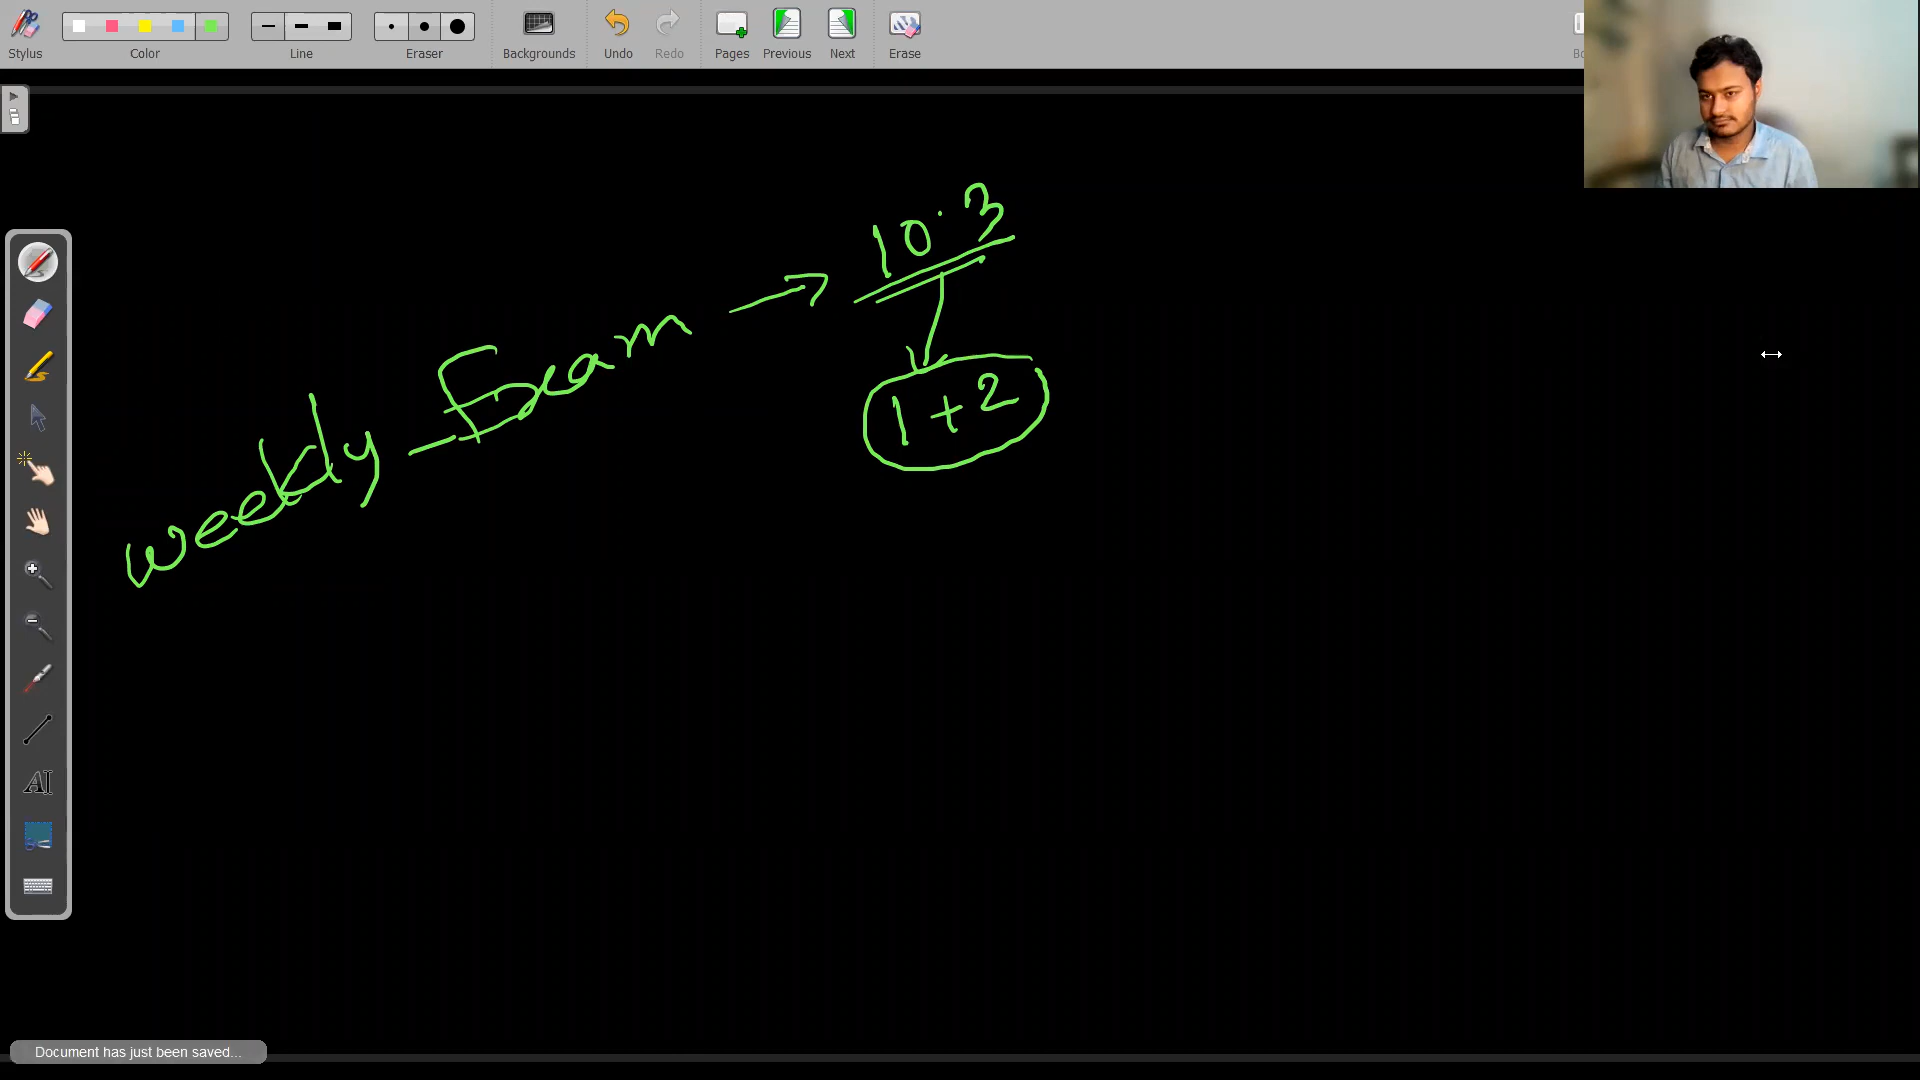 Stylus
Color
Line
Eraser
Backgrounds
Undo
Redo
Pages
Previous
Next
Erase
weekly - Exam → 10.3
1 + 2
AI
Document has just been saved...